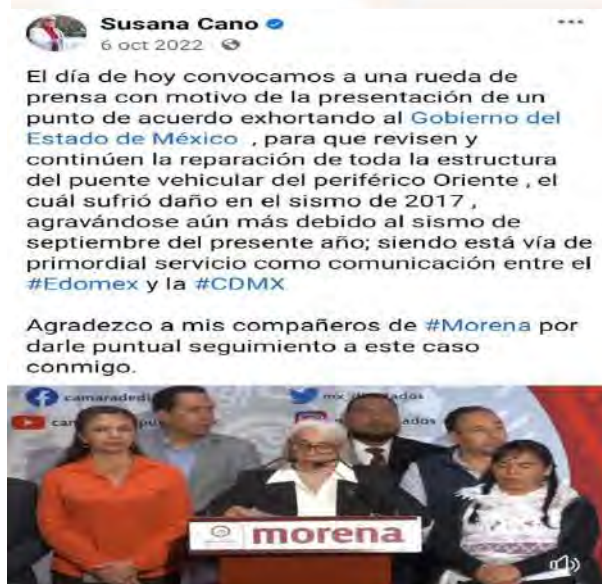 Susana Cano
6 oct 2022
El día de hoy convocamos a una rueda de
prensa con motivo de la presentación de un
punto de acuerdo exhortando al Gobierno del
Estado de México , para que revisen y
continúen la reparación de toda la estructura
del puente vehicular del periférico Oriente , el
cuál sufrió daño en el sismo de 2017 ,
agravándose aún más debido al sismo de
septiembre del presente año; siendo está vía de
primordial servicio como comunicación entre el
#Edomex y la #CDMX
Agradezco a mis compañeros de #Morena por
darle puntual seguimiento a este caso
conmigo.
morena